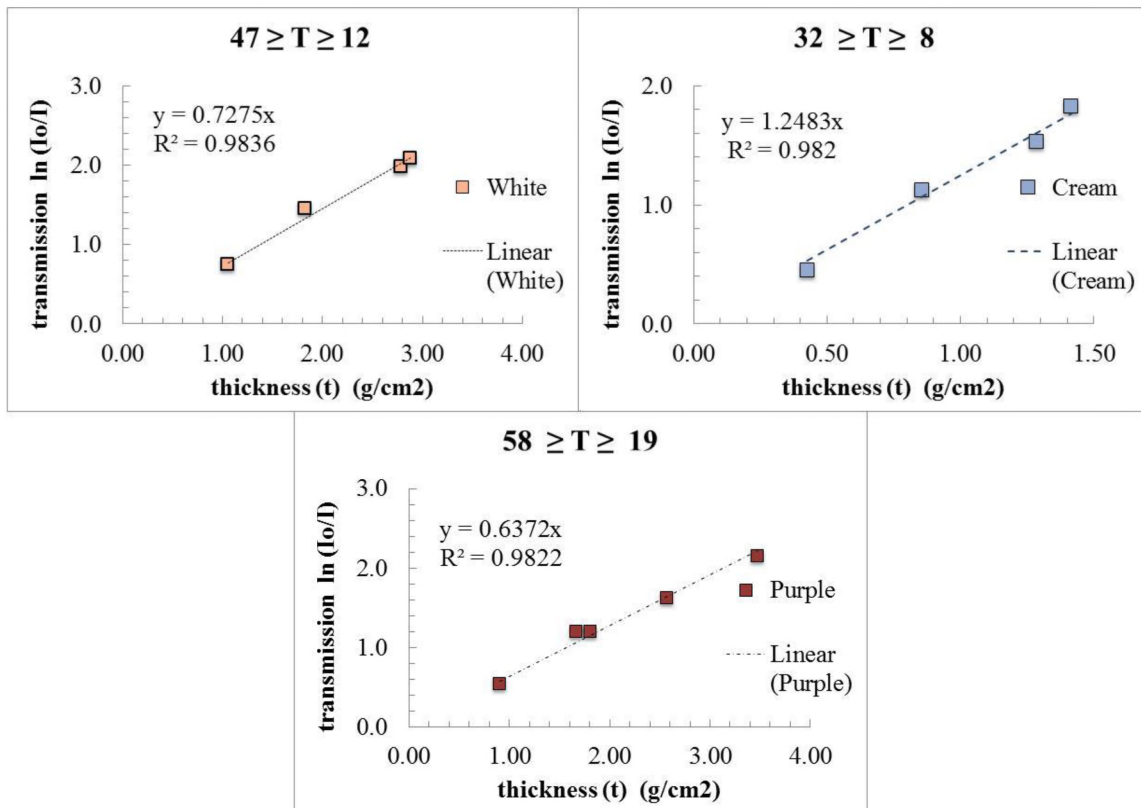 47 ≥ T ≥ 12
transmission ln (Io/I)
3.0
2.0
1.0
0.0
y = 0.7275x
R² = 0.9836
White
Linear
(White)
0.00 1.00 2.00 3.00 4.00
thickness (t) (g/cm2)
32 ≥ T ≥ 8
transmission ln (Io/I)
2.0
1.0
0.0
y = 1.2483x
R² = 0.982
Cream
Linear
(Cream)
0.00 0.50 1.00 1.50
thickness (t) (g/cm2)
58 ≥ T ≥ 19
transmission ln (Io/I)
3.0
2.0
1.0
0.0
y = 0.6372x
R² = 0.9822
Purple
Linear
(Purple)
0.00 1.00 2.00 3.00 4.00
thickness (t) (g/cm2)